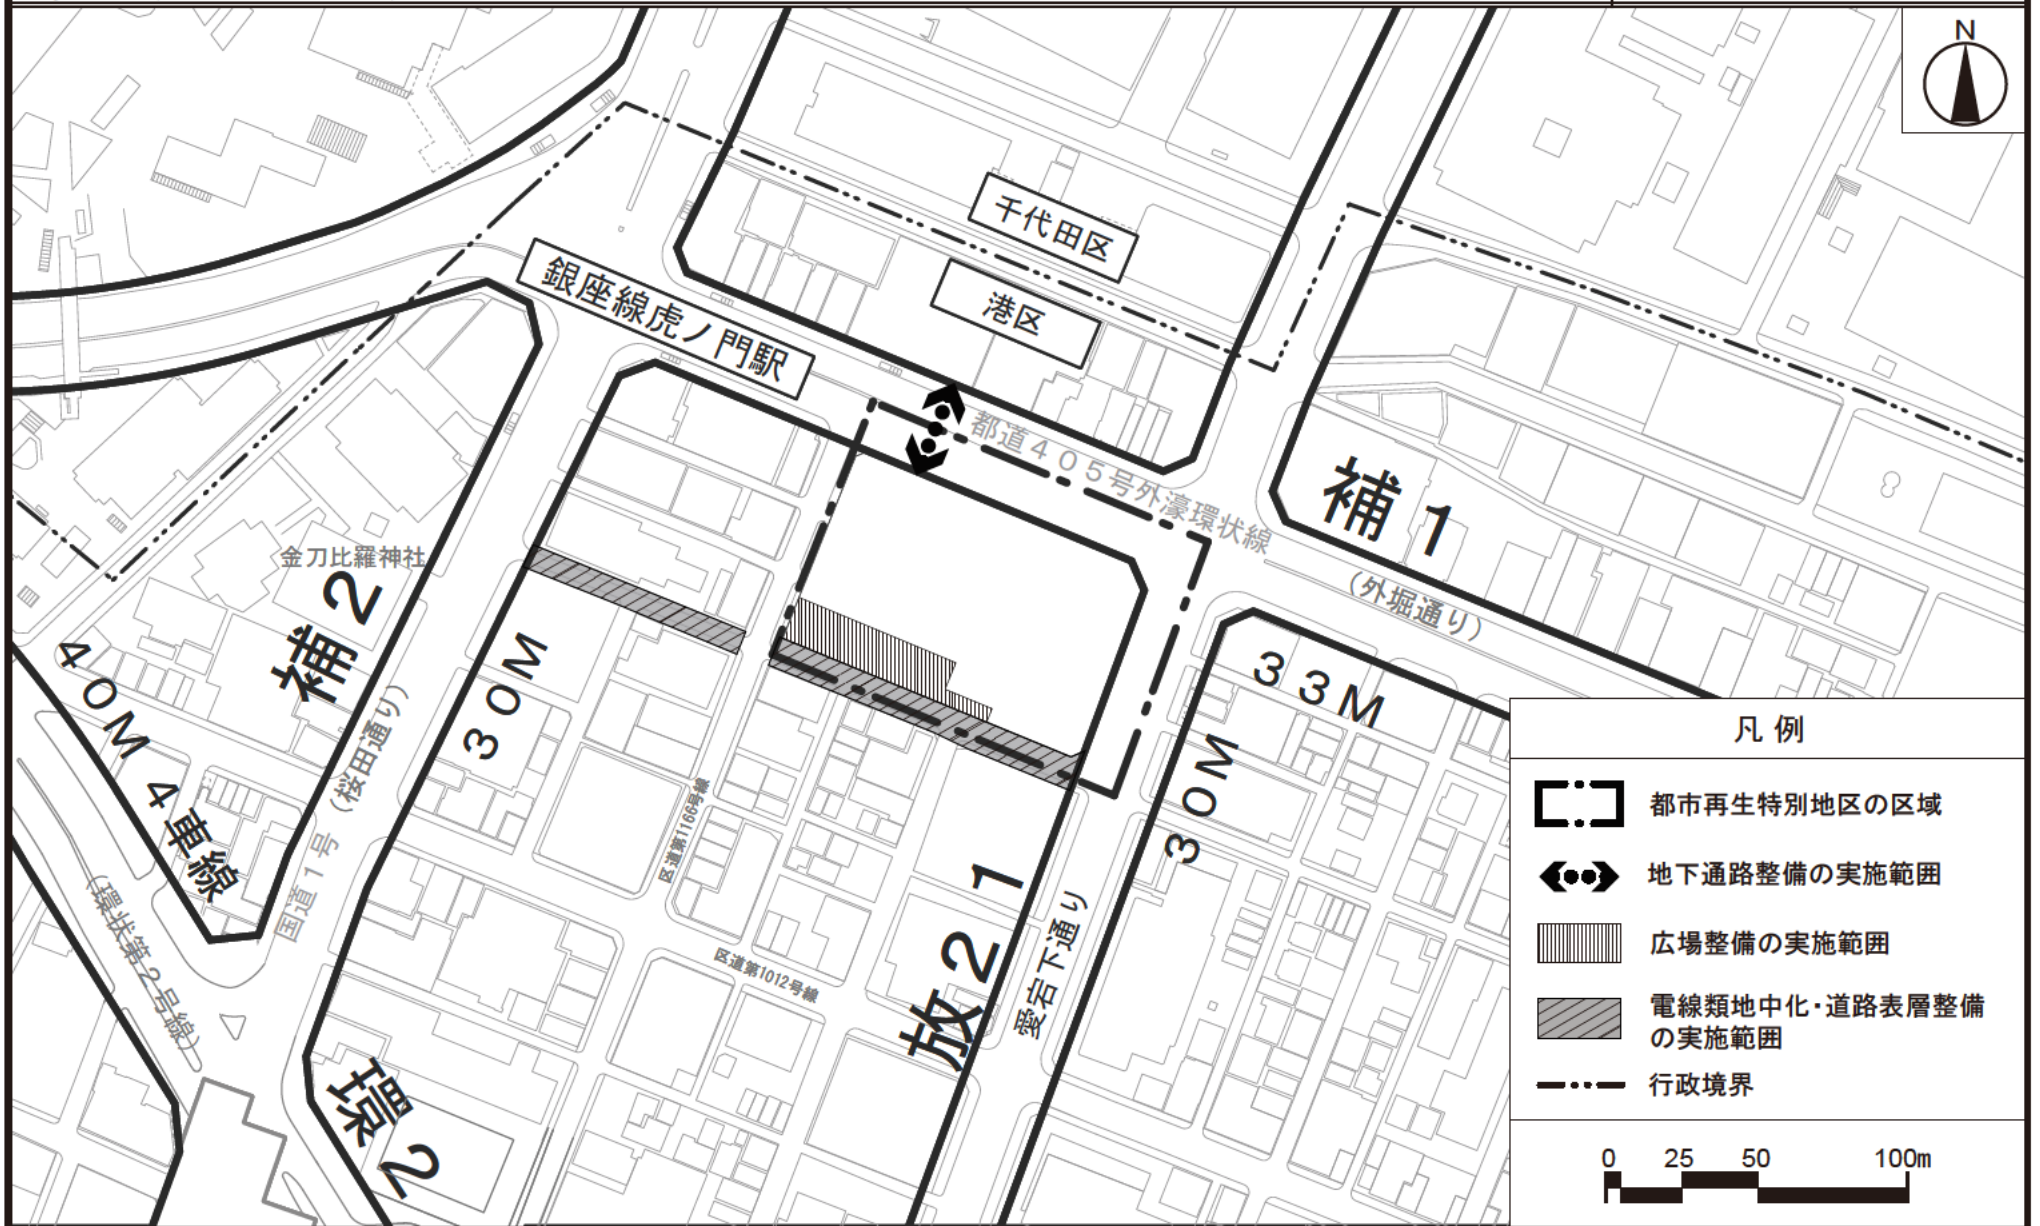 N
千代田区
港区
銀座線虎ノ門駅
都道405号外濠環状線
補1
(外堀通り)
金刀比羅神社
補2
40M 4車線
30M
33M
30M
国道1号(桜田通り)
(環状第2号線)
区道第1166号線
区道第1012号線
放21
愛宕下通り
環2
凡例
都市再生特別地区の区域
地下通路整備の実施範囲
広場整備の実施範囲
電線類地中化・道路表層整備
の実施範囲
行政境界
0 25 50 100m